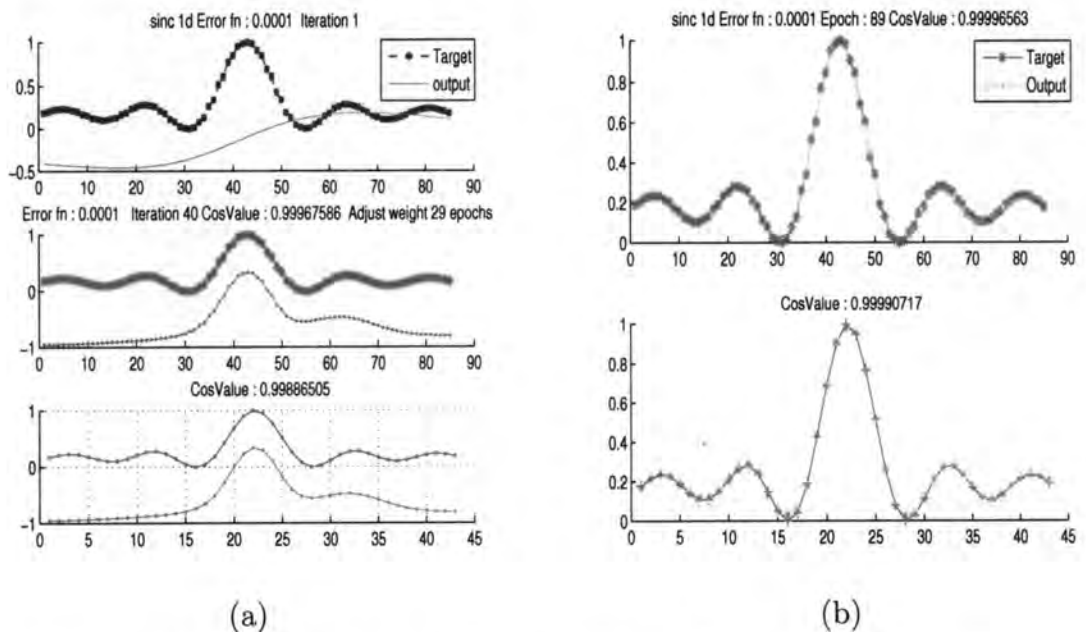 sinc 1d Error fn : 0.0001 Iteration 1
1
0.5
0
−0.5
Target
output
0 10 20 30 40 50 60 70 80 90
Error fn : 0.0001 Iteration 40 CosValue : 0.99967586 Adjust weight 29 epochs
1
0
−1
0 10 20 30 40 50 60 70 80 90
CosValue : 0.99886505
1
0
−1
0 5 10 15 20 25 30 35 40 45
(a)
sinc 1d Error fn : 0.0001 Epoch : 89 CosValue : 0.99996563
1
0.8
0.6
0.4
0.2
0
Target
Output
0 10 20 30 40 50 60 70 80 90
CosValue : 0.99990717
1
0.8
0.6
0.4
0.2
0
0 5 10 15 20 25 30 35 40 45
(b)